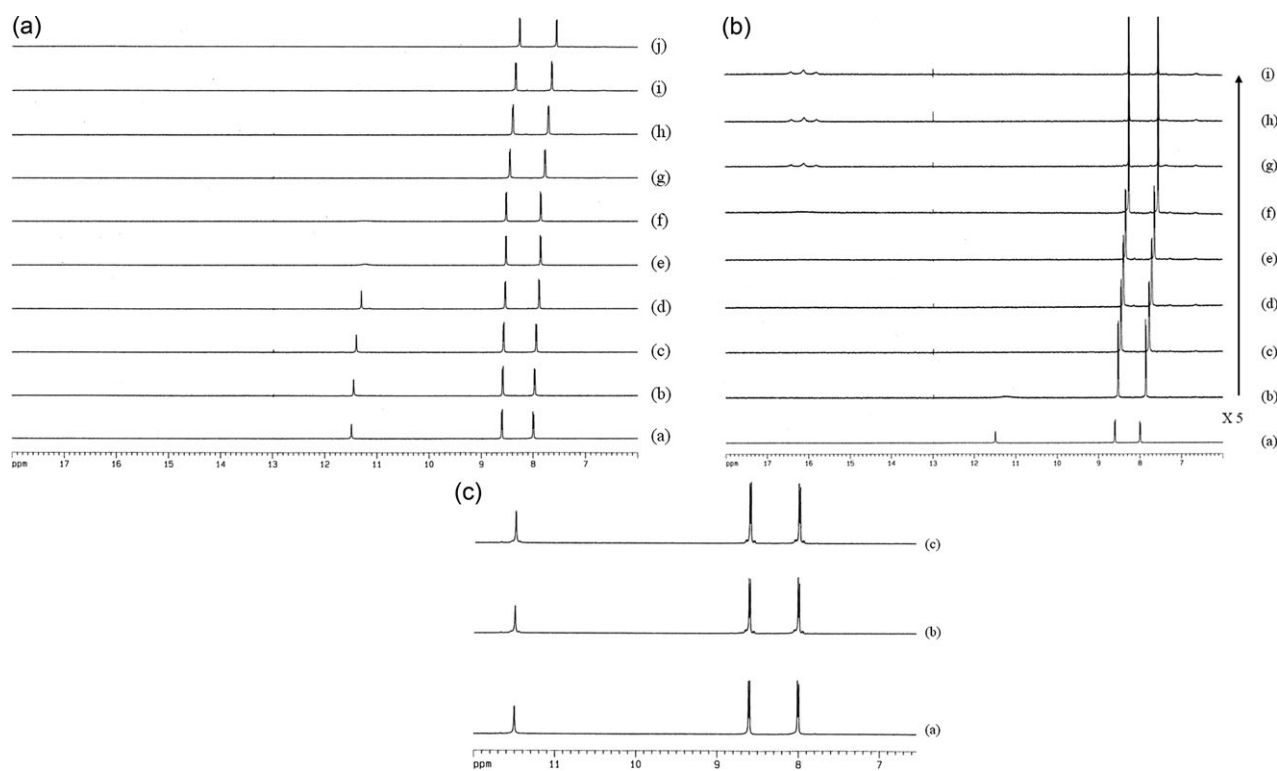 (a)
(j)
(i)
(h)
(g)
(f)
(e)
(d)
(c)
(b)
(a)
ppm 17 16 15 14 13 12 11 10 9 8 7
(b)
(i)
(h)
(g)
(f)
(e)
(d)
(c)
(b)
X 5
(a)
ppm 17 16 15 14 13 12 11 10 9 8 7
(c)
(c)
(b)
(a)
11 10 9 8 7 ppm